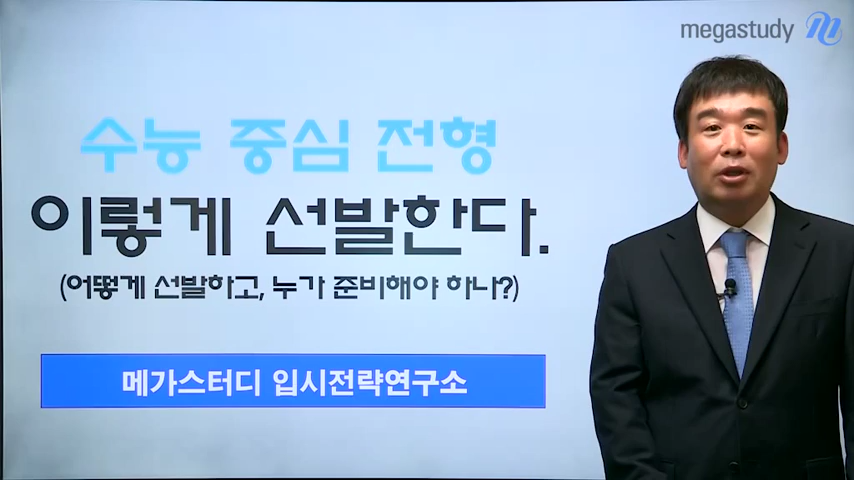 megastudy
수능 중심 전형
이렇게 선발한다.
(어떻게 선발하고, 누가 준비해야 하나?)
메가스터디 입시전략연구소